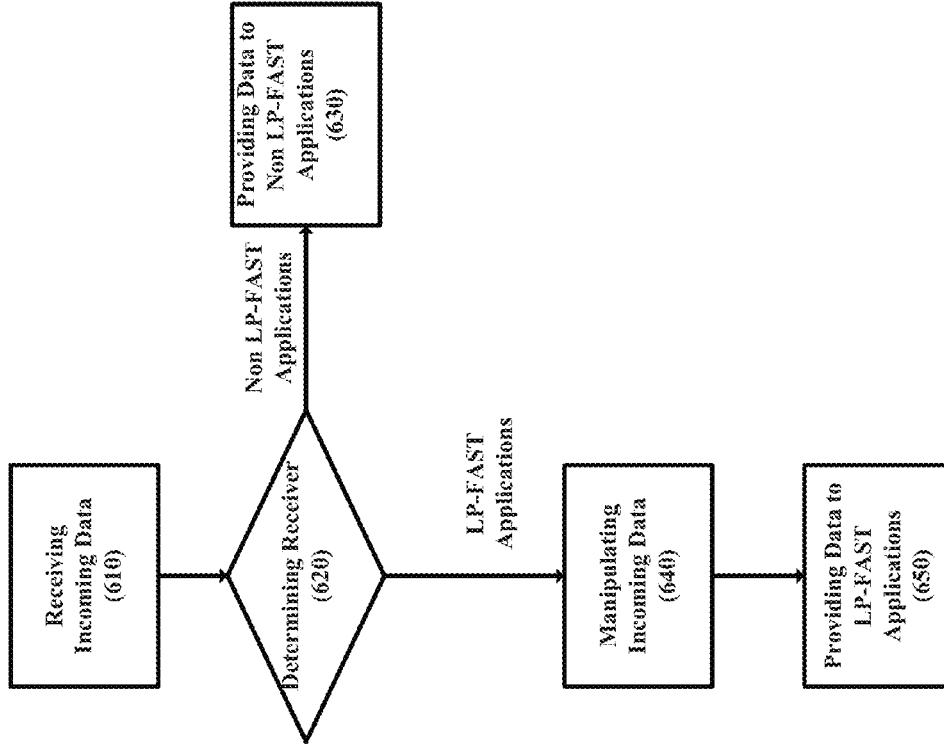 Receiving
Incoming Data
(610)
Determining Receiver
(620)
Non LP-FAST
Applications
Providing Data to
Non LP-FAST
Applications
(630)
LP-FAST
Applications
Manipulating
Incoming Data
(640)
Providing Data to
LP-FAST
Applications
(650)